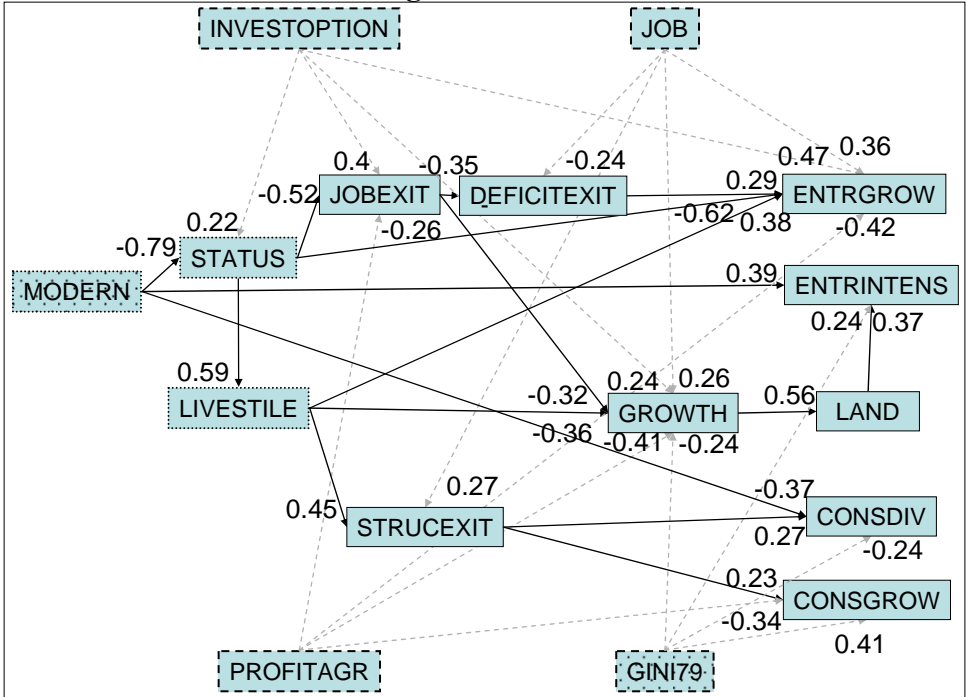 INVESTOPTION JOB
0.36
0.4 -0.35 -0.24 0.47
-0.52 JOBEXIT DEFICITEXIT 0.29 ENTRGROW
0.22 -0.26 -0.62 0.38 -0.42
-0.79 STATUS
MODERN 0.39 ENTRINTENS
0.24 0.37
0.59 0.24 0.26
LIVESTILE -0.32 GROWTH 0.56 LAND
-0.36 -0.41 -0.24
0.27 -0.37
0.45 STRUCEXIT 0.27 CONSDIV
-0.24
0.23 CONSGROW
-0.34 0.41
PROFITAGR GINI79